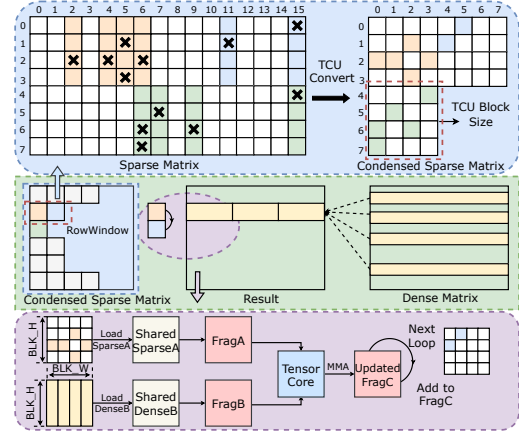 0 1 2 3 4 5 6 7 8 9 10 11 12 13 14 15
0 1 2 3 4 5 6 7
0
1
2
3
4
5
6
7
TCU
Convert
0
1
2
3
4
5
6
7
TCU Block
Size
Sparse Matrix
Condensed Sparse Matrix
RowWindow
Condensed Sparse Matrix
Result
Dense Matrix
BLK_H
Load
SparseA
Shared
SparseA
FragA
BLK_W
BLK_H
Load
DenseB
Shared
DenseB
FragB
Tensor
Core
MMA
Updated
FragC
Next
Loop
Add to
FragC